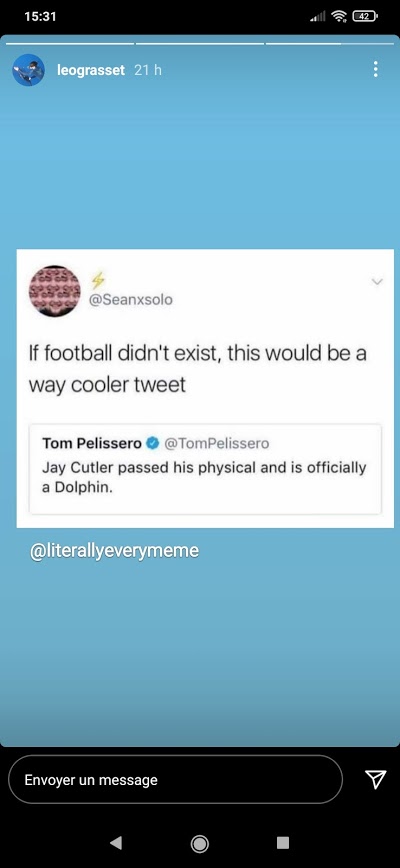 15:31
42
leograsset 21 h
⚡
@Seanxsolo
If football didn't exist, this would be a
way cooler tweet
Tom Pelissero @TomPelissero
Jay Cutler passed his physical and is officially
a Dolphin.
@literallyeverymeme
Envoyer un message